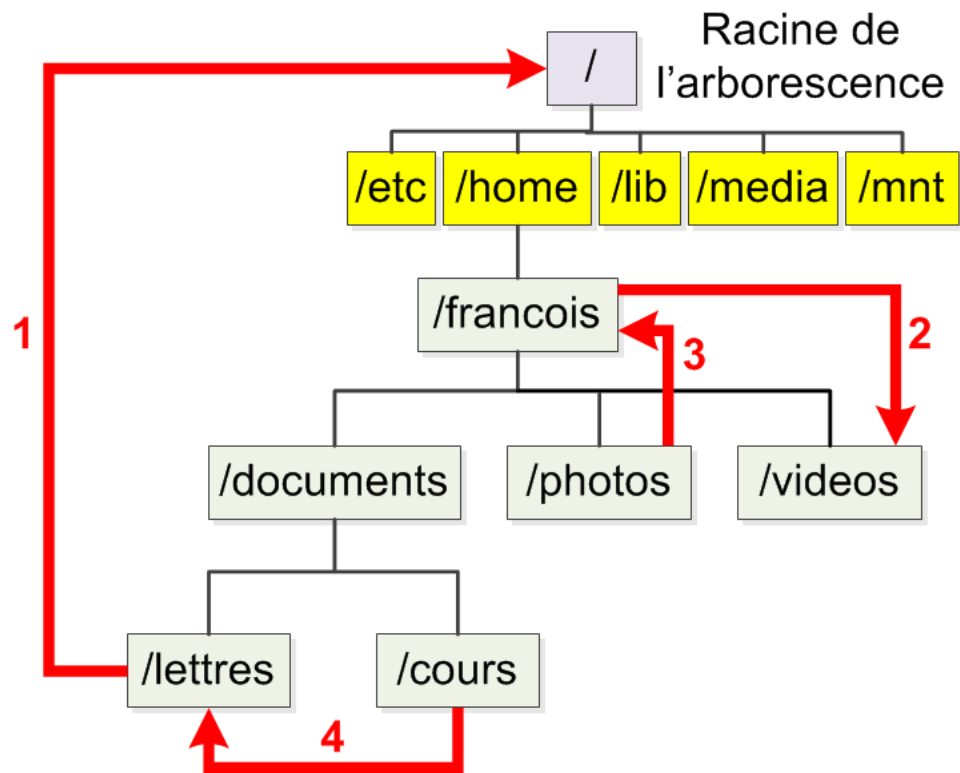 Racine de
l'arborescence
/
/etc
/home
/lib
/media
/mnt
/francois
1
2
3
/documents
/photos
/videos
/lettres
/cours
4